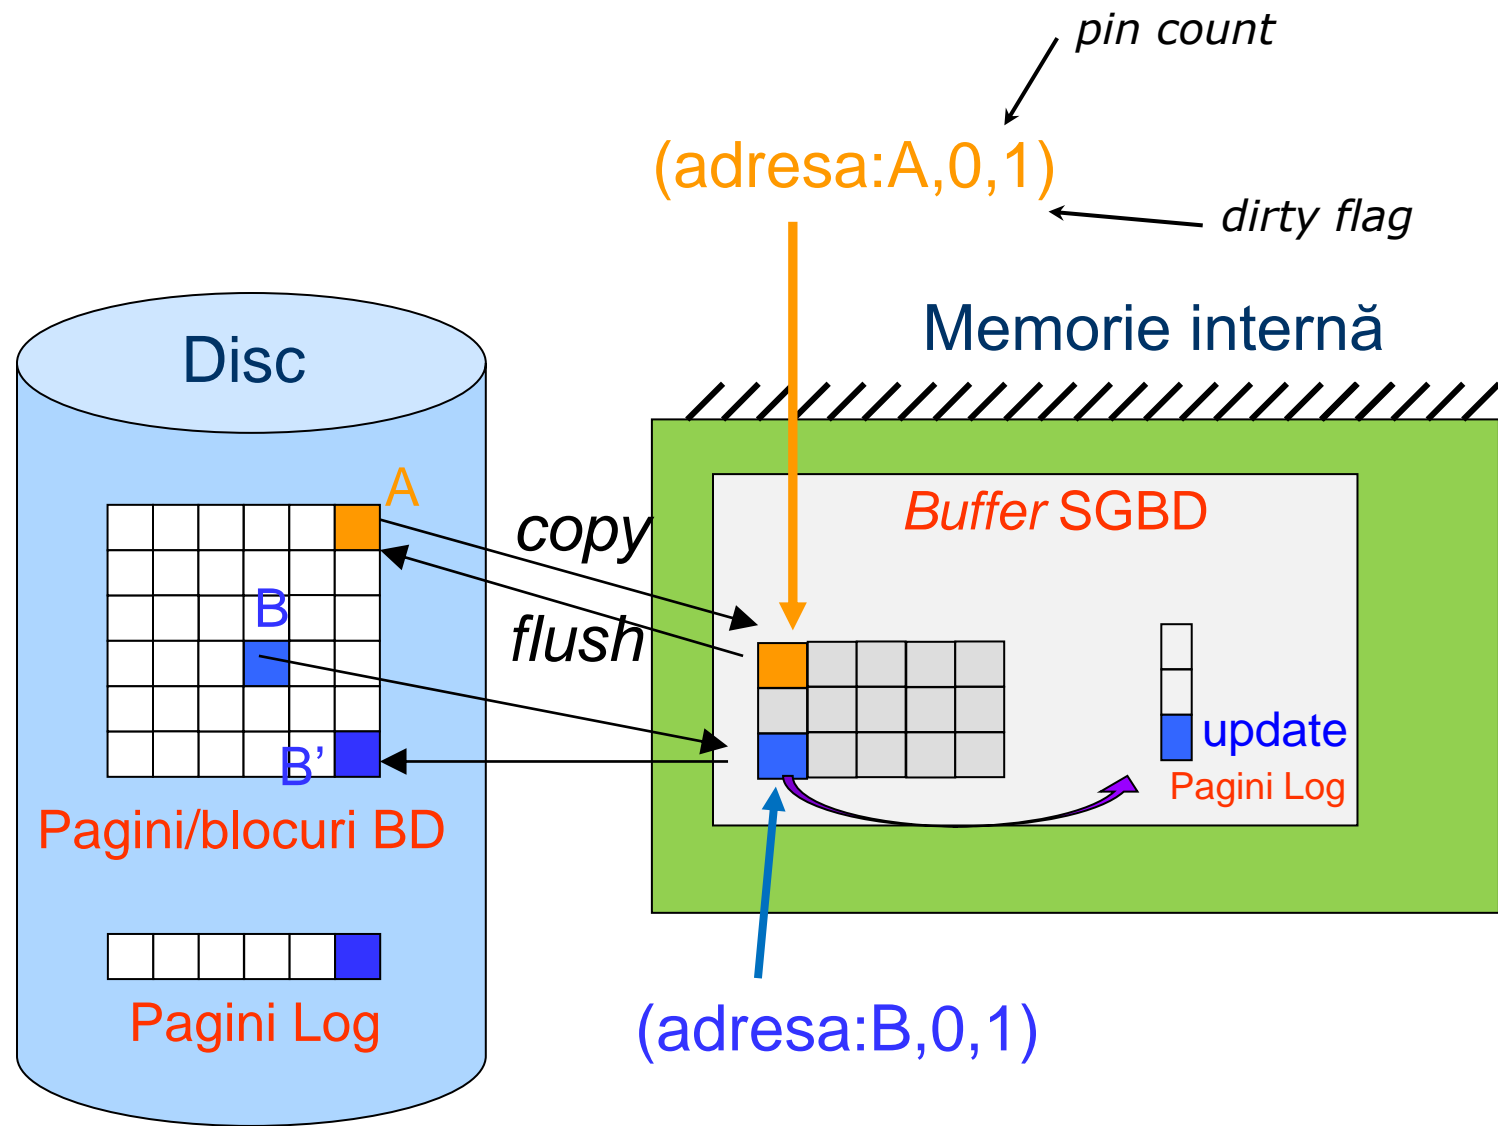 pin count
(adresa:A,0,1)
dirty flag
Memorie internă
Disc
A
copy
Buffer SGBD
B
flush
update
B’
Pagini Log
Pagini/blocuri BD
Pagini Log
(adresa:B,0,1)